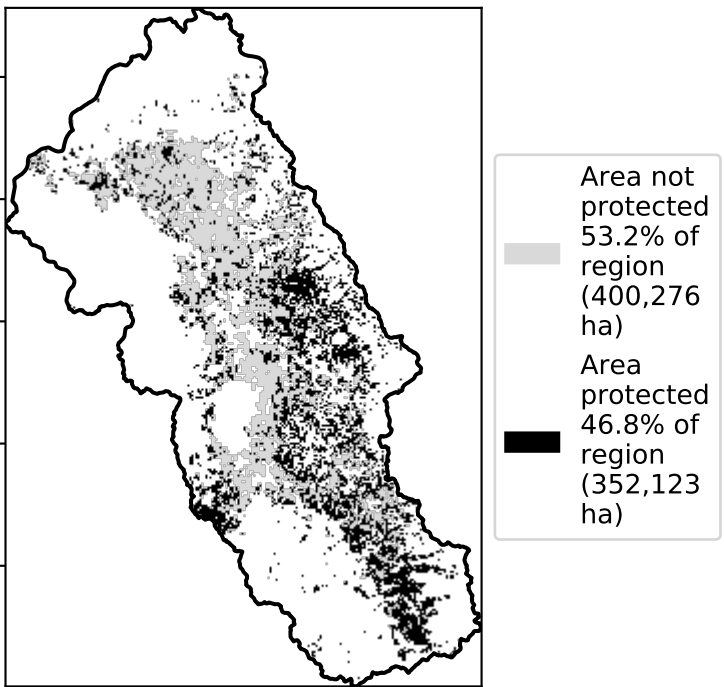 Area not
protected
53.2% of
region
(400,276
ha)
Area
protected
46.8% of
region
(352,123
ha)